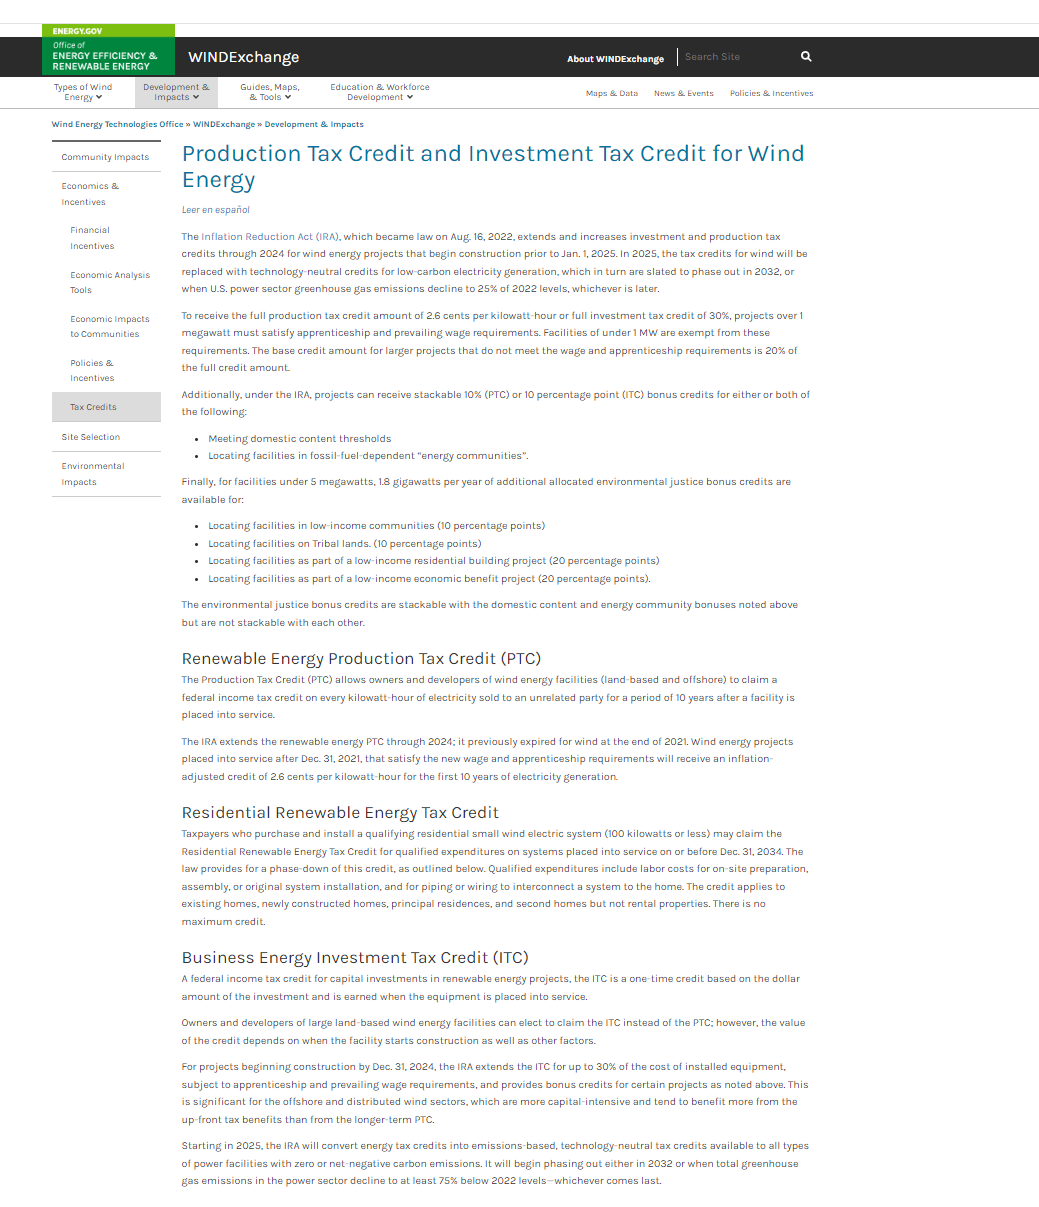 ENERGY.GOV
Office of
ENERGY EFFICIENCY &
RENEWABLE ENERGY
WINDExchange
About WINDExchange
Search Site
Types of Wind
Energy
Development &
Impacts
Guides, Maps,
& Tools
Education & Workforce
Development
Maps & Data
News & Events
Policies & Incentives
Wind Energy Technologies Office » WINDExchange » Development & Impacts
Community Impacts
Economics &
Incentives
Financial
Incentives
Economic Analysis
Tools
Economic Impacts
to Communities
Policies &
Incentives
Tax Credits
Site Selection
Environmental
Impacts
Production Tax Credit and Investment Tax Credit for Wind
Energy
Leer en español
The Inflation Reduction Act (IRA), which became law on Aug. 16, 2022, extends and increases investment and production tax
credits through 2024 for wind energy projects that begin construction prior to Jan. 1, 2025. In 2025, the tax credits for wind will be
replaced with technology-neutral credits for low-carbon electricity generation, which in turn are slated to phase out in 2032, or
when U.S. power sector greenhouse gas emissions decline to 25% of 2022 levels, whichever is later.
To receive the full production tax credit amount of 2.6 cents per kilowatt-hour or full investment tax credit of 30%, projects over 1
megawatt must satisfy apprenticeship and prevailing wage requirements. Facilities of under 1 MW are exempt from these
requirements. The base credit amount for larger projects that do not meet the wage and apprenticeship requirements is 20% of
the full credit amount.
Additionally, under the IRA, projects can receive stackable 10% (PTC) or 10 percentage point (ITC) bonus credits for either or both of
the following:
• Meeting domestic content thresholds
• Locating facilities in fossil-fuel-dependent “energy communities”.
Finally, for facilities under 5 megawatts, 1.8 gigawatts per year of additional allocated environmental justice bonus credits are
available for:
• Locating facilities in low-income communities (10 percentage points)
• Locating facilities on Tribal lands. (10 percentage points)
• Locating facilities as part of a low-income residential building project (20 percentage points)
• Locating facilities as part of a low-income economic benefit project (20 percentage points).
The environmental justice bonus credits are stackable with the domestic content and energy community bonuses noted above
but are not stackable with each other.
Renewable Energy Production Tax Credit (PTC)
The Production Tax Credit (PTC) allows owners and developers of wind energy facilities (land-based and offshore) to claim a
federal income tax credit on every kilowatt-hour of electricity sold to an unrelated party for a period of 10 years after a facility is
placed into service.
The IRA extends the renewable energy PTC through 2024; it previously expired for wind at the end of 2021. Wind energy projects
placed into service after Dec. 31, 2021, that satisfy the new wage and apprenticeship requirements will receive an inflation-
adjusted credit of 2.6 cents per kilowatt-hour for the first 10 years of electricity generation.
Residential Renewable Energy Tax Credit
Taxpayers who purchase and install a qualifying residential small wind electric system (100 kilowatts or less) may claim the
Residential Renewable Energy Tax Credit for qualified expenditures on systems placed into service on or before Dec. 31, 2034. The
law provides for a phase-down of this credit, as outlined below. Qualified expenditures include labor costs for on-site preparation,
assembly, or original system installation, and for piping or wiring to interconnect a system to the home. The credit applies to
existing homes, newly constructed homes, principal residences, and second homes but not rental properties. There is no
maximum credit.
Business Energy Investment Tax Credit (ITC)
A federal income tax credit for capital investments in renewable energy projects, the ITC is a one-time credit based on the dollar
amount of the investment and is earned when the equipment is placed into service.
Owners and developers of large land-based wind energy facilities can elect to claim the ITC instead of the PTC; however, the value
of the credit depends on when the facility starts construction as well as other factors.
For projects beginning construction by Dec. 31, 2024, the IRA extends the ITC for up to 30% of the cost of installed equipment,
subject to apprenticeship and prevailing wage requirements, and provides bonus credits for certain projects as noted above. This
is significant for the offshore and distributed wind sectors, which are more capital-intensive and tend to benefit more from the
up-front tax benefits than from the longer-term PTC.
Starting in 2025, the IRA will convert energy tax credits into emissions-based, technology-neutral tax credits available to all types
of power facilities with zero or net-negative carbon emissions. It will begin phasing out either in 2032 or when total greenhouse
gas emissions in the power sector decline to at least 75% below 2022 levels—whichever comes last.